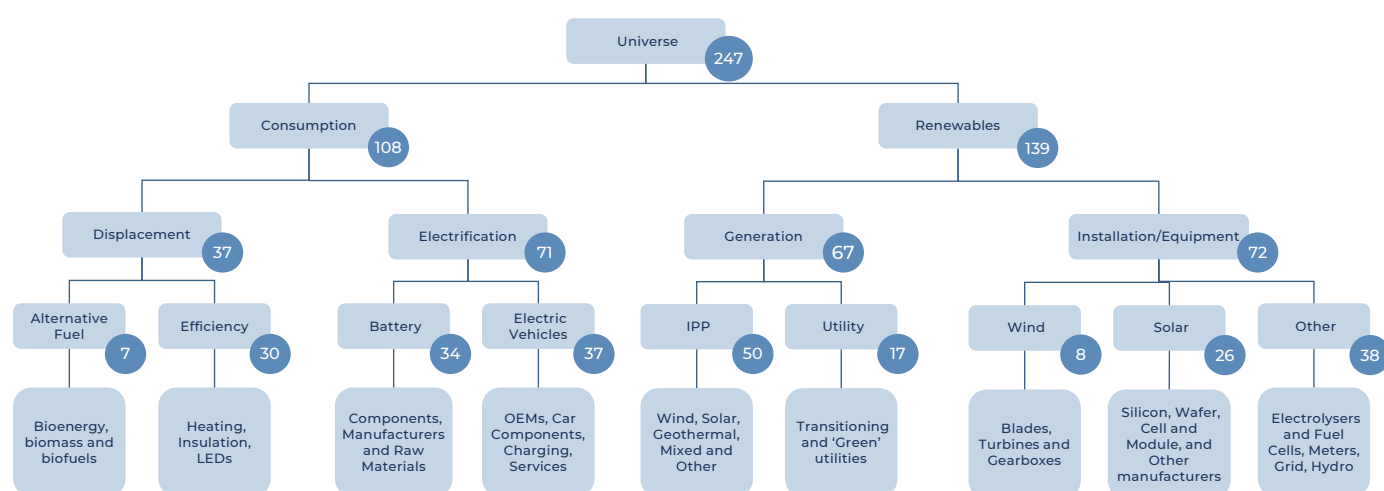 Universe
247
Consumption
108
Renewables
139
Displacement
37
Electrification
71
Generation
67
Installation/Equipment
72
Alternative
Fuel
7
Efficiency
30
Battery
34
Electric
Vehicles
37
IPP
50
Utility
17
Wind
8
Solar
26
Other
38
Bioenergy,
biomass and
biofuels
Heating,
Insulation,
LEDs
Components,
Manufacturers
and Raw
Materials
OEMs, Car
Components,
Charging,
Services
Wind, Solar,
Geothermal,
Mixed and
Other
Transitioning
and ‘Green’
utilities
Blades,
Turbines and
Gearboxes
Silicon, Wafer,
Cell and
Module, and
Other
manufacturers
Electrolysers
and Fuel
Cells, Meters,
Grid, Hydro